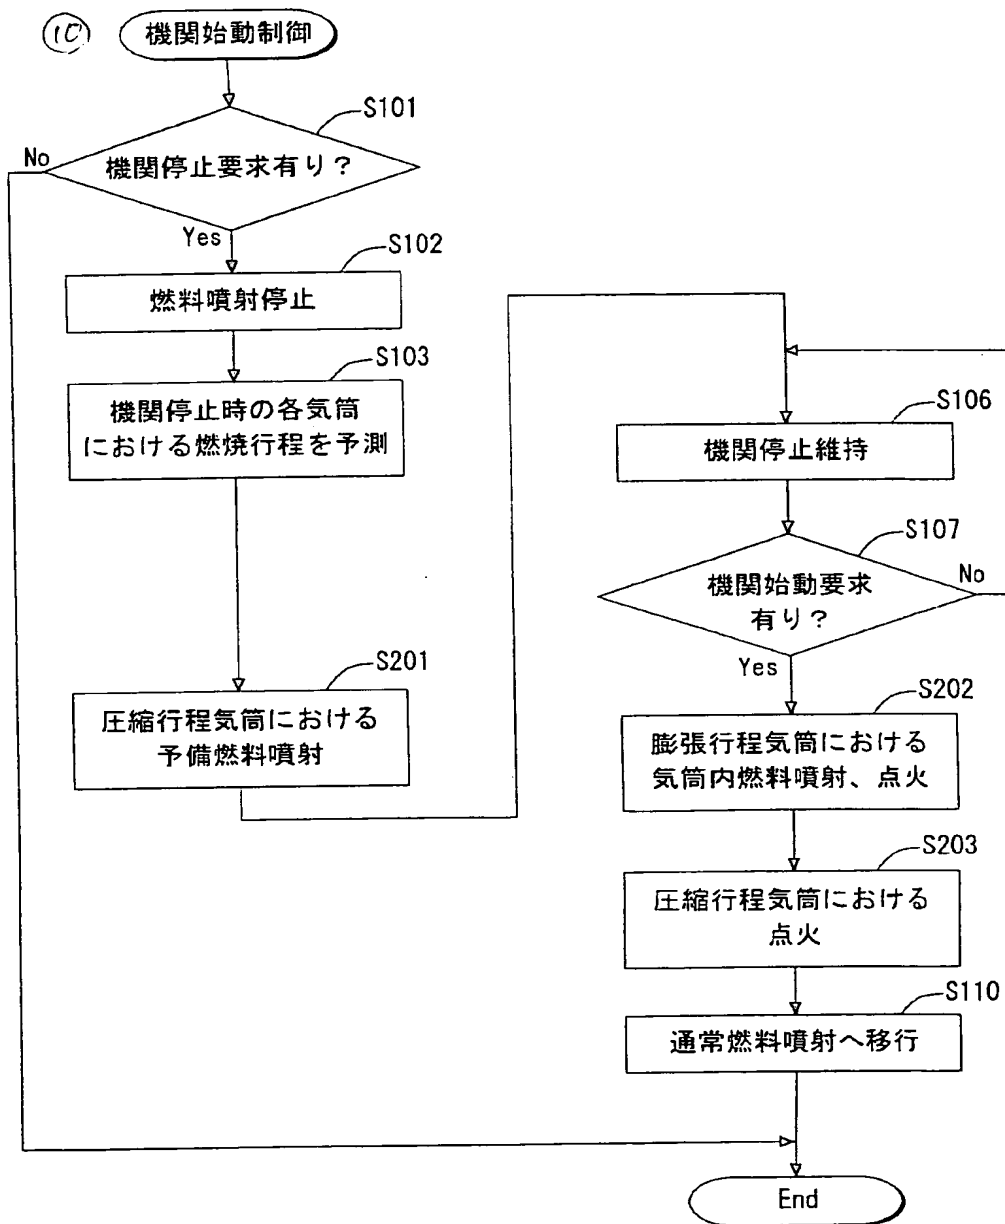 10
機関始動制御
S101
機関停止要求有り？
No
Yes
S102
燃料噴射停止
S103
機関停止時の各気筒
における燃焼行程を予測
S201
圧縮行程気筒における
予備燃料噴射
S106
機関停止維持
S107
機関始動要求
有り？
No
Yes
S202
膨張行程気筒における
気筒内燃料噴射、点火
S203
圧縮行程気筒における
点火
S110
通常燃料噴射へ移行
End